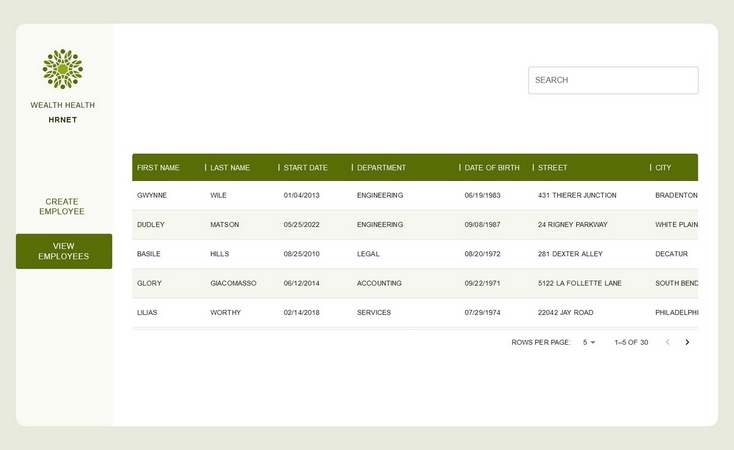 WEALTH HEALTH
HRNET
CREATE
EMPLOYEE
VIEW
EMPLOYEES
SEARCH
FIRST NAME LAST NAME START DATE DEPARTMENT DATE OF BIRTH STREET CITY
GWYNNE WILE 01/04/2013 ENGINEERING 06/19/1983 431 THIERER JUNCTION BRADENTON
DUDLEY MATSON 05/25/2022 ENGINEERING 09/08/1987 24 RIGNEY PARKWAY WHITE PLAIN
BASILE HILLS 08/25/2010 LEGAL 08/20/1972 281 DEXTER ALLEY DECATUR
GLORY GIACOMASSO 06/12/2014 ACCOUNTING 09/22/1971 5122 LA FOLLETTE LANE SOUTH BEND
LILIAS WORTHY 02/14/2018 SERVICES 07/29/1974 22042 JAY ROAD PHILADELPHI
ROWS PER PAGE: 5 1–5 OF 30